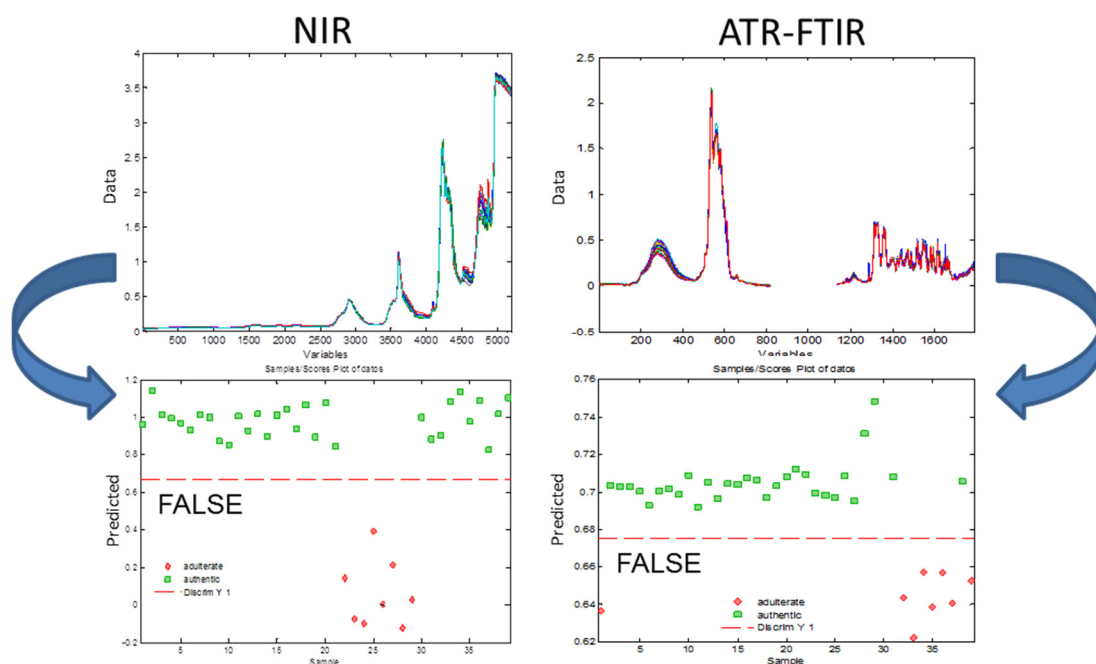 NIR
ATR-FTIR
4
3.5
3
2.5
2
1.5
1
0.5
0
Data
500 1000 1500 2000 2500 3000 3500 4000 4500 5000
Variables
2.5
2
1.5
1
0.5
0
-0.5
Data
200 400 600 800 1000 1200 1400 1600
Variables
Samples/Scores Plot of datos
1.2
1
0.8
0.6
0.4
0.2
0
-0.2
Predicted
FALSE
adulterate
authentic
Discrim Y 1
5 10 15 20 25 30 35
Sample
Samples/Scores Plot of datos
0.76
0.74
0.72
0.7
0.68
0.66
0.64
0.62
Predicted
FALSE
adulterate
authentic
Discrim Y 1
5 10 15 20 25 30 35
Sample